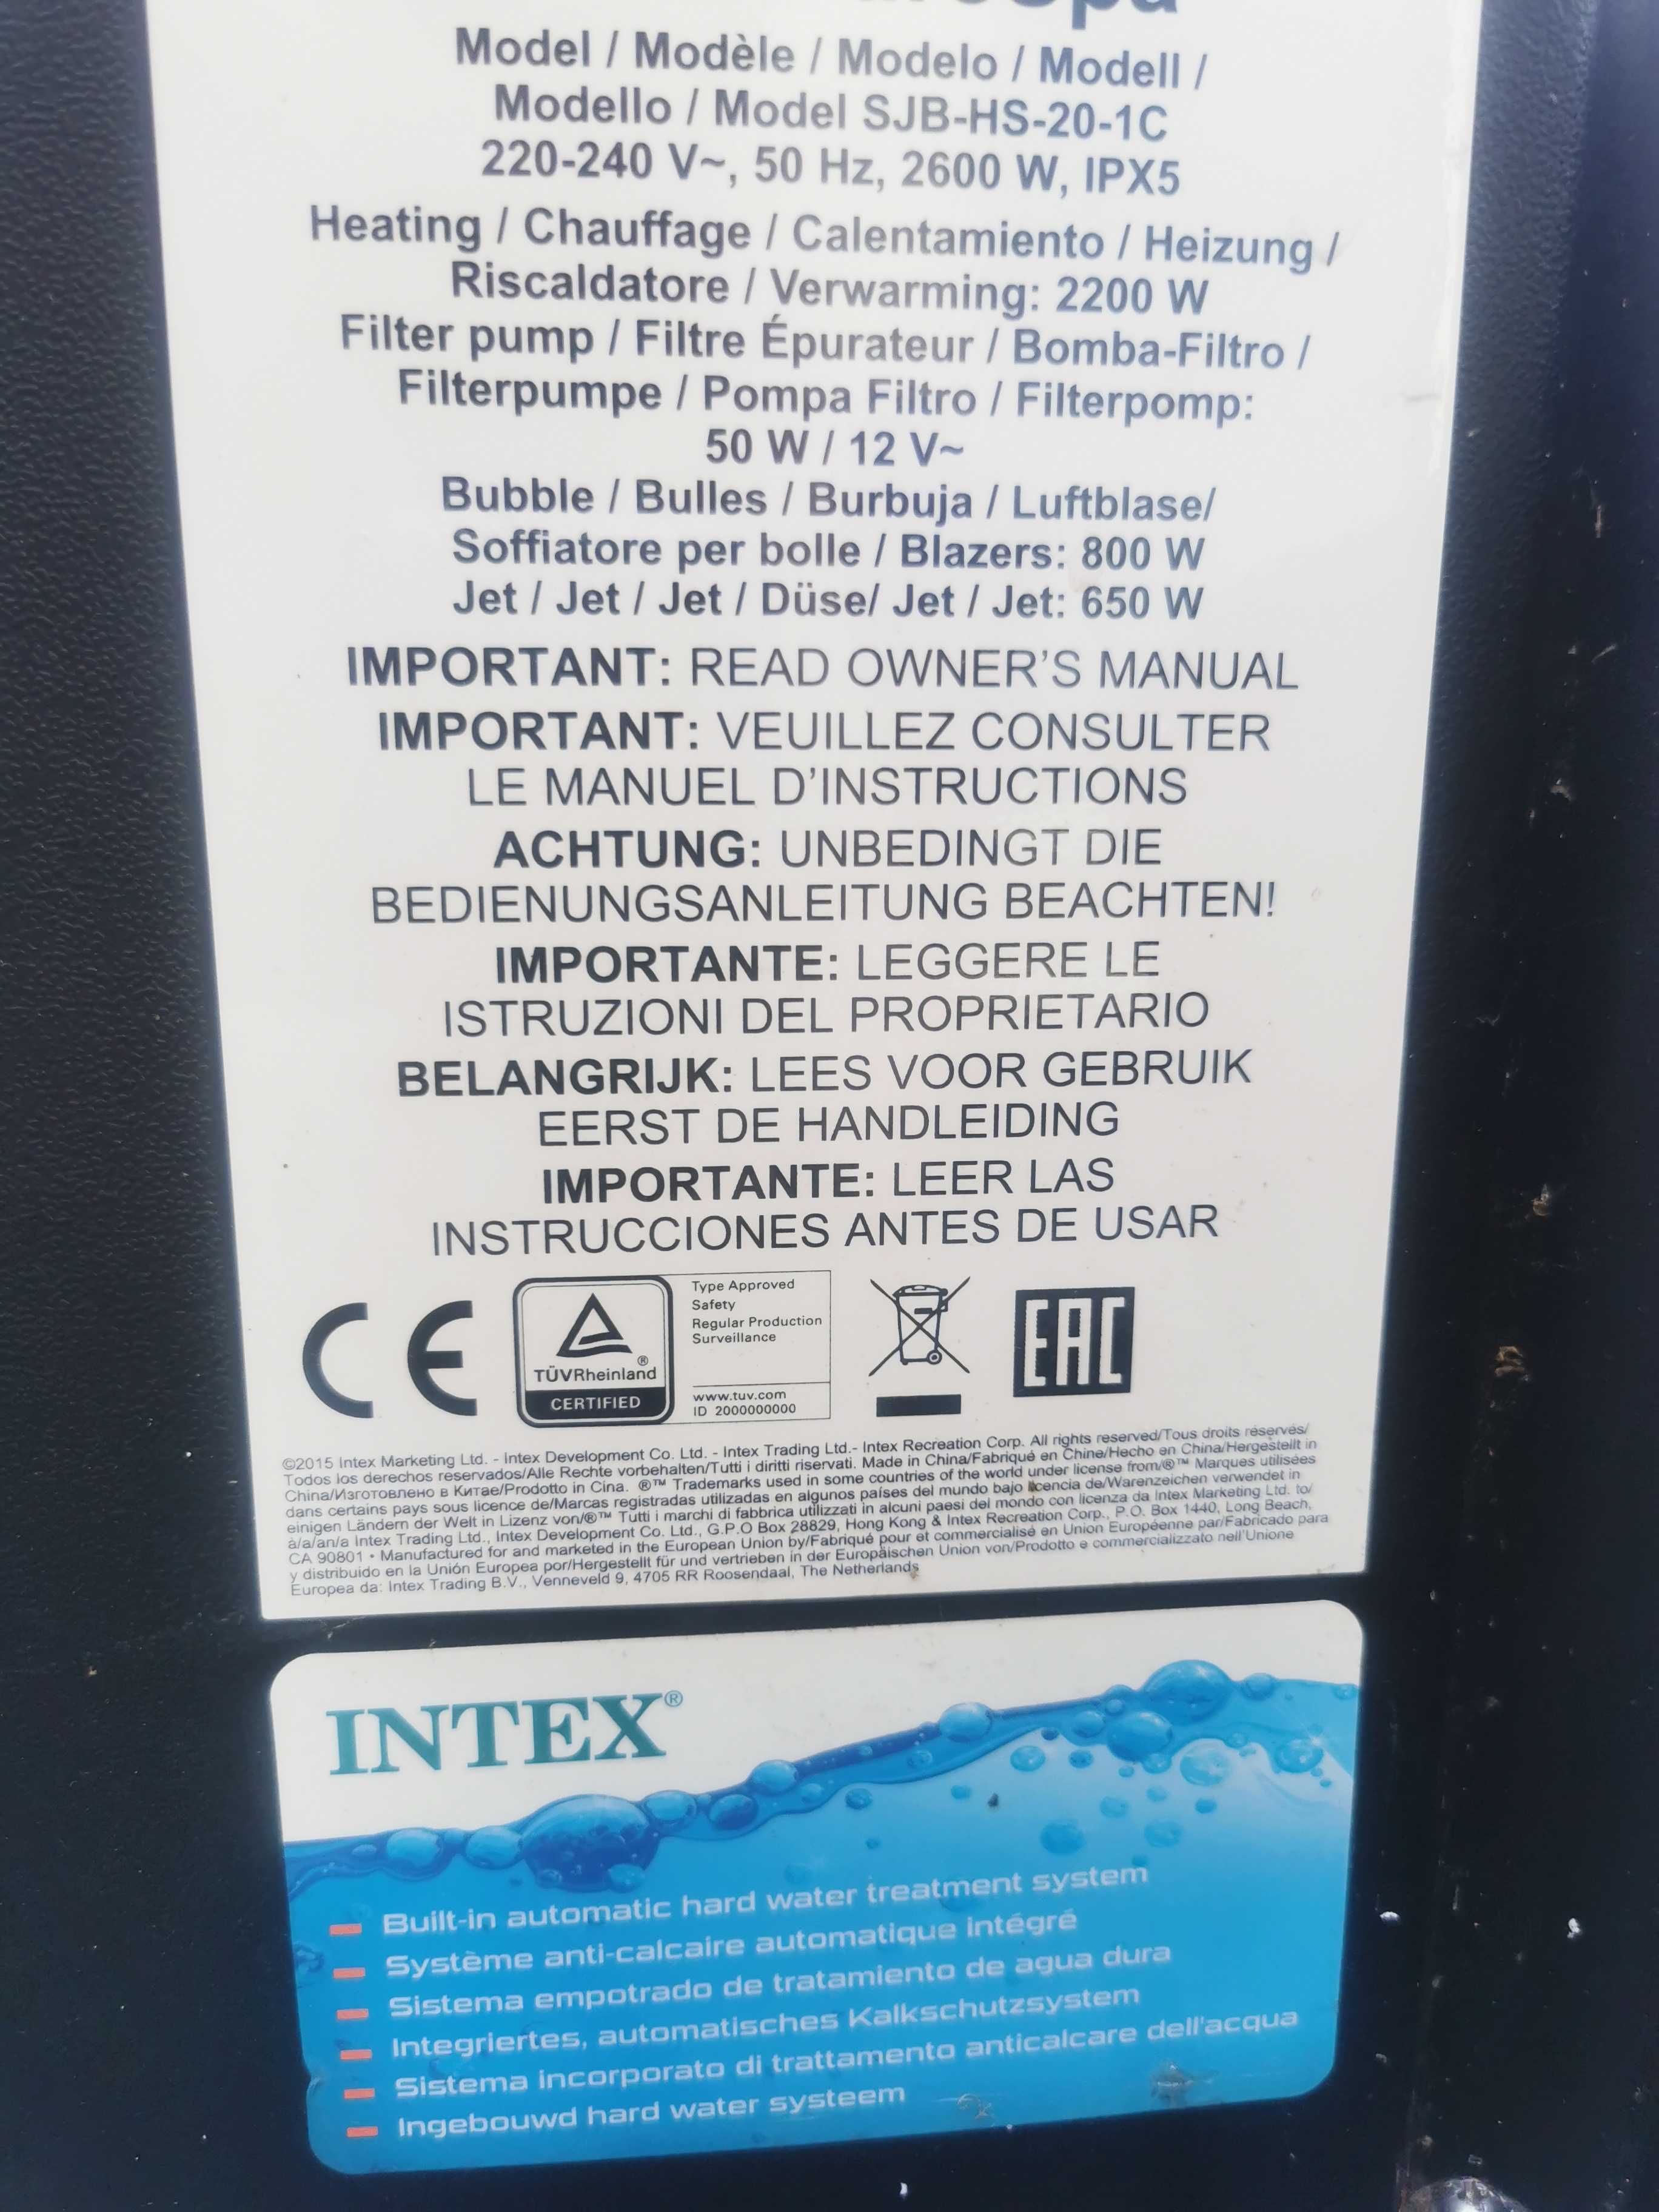 Model / Modèle / Modelo / Modell /
Modello / Model SJB-HS-20-1C
220-240 V~, 50 Hz, 2600 W, IPX5
Heating / Chauffage / Calentamiento / Heizung /
Riscaldatore / Verwarming: 2200 W
Filter pump / Filtre Épurateur / Bomba-Filtro /
Filterpumpe / Pompa Filtro / Filterpomp:
50 W / 12 V~
Bubble / Bulles / Burbuja / Luftblase/
Soffiatore per bolle / Blazers: 800 W
Jet / Jet / Jet / Düse/ Jet / Jet: 650 W
IMPORTANT: READ OWNER'S MANUAL
IMPORTANT: VEUILLEZ CONSULTER
LE MANUEL D'INSTRUCTIONS
ACHTUNG: UNBEDINGT DIE
BEDIENUNGSANLEITUNG BEACHTEN!
IMPORTANTE: LEGGERE LE
ISTRUZIONI DEL PROPRIETARIO
BELANGRIJK: LEES VOOR GEBRUIK
EERST DE HANDLEIDING
IMPORTANTE: LEER LAS
INSTRUCCIONES ANTES DE USAR
CE
TÜVRheinland®
CERTIFIED
Type Approved
Safety
Regular Production
Surveillance
www.tuv.com
ID 2000000000
EAC
©2015 Intex Marketing Ltd. - Intex Development Co. Ltd. - Intex Trading Ltd.- Intex Recreation Corp. All rights reserved/Tous droits réservés/
Todos los derechos reservados/Alle Rechte vorbehalten/Tutti i diritti riservati. Made in China/Fabriqué en Chine/Hecho en China/Hergestellt in
China/Изготовлено в Китае/Prodotto in Cina. ®™ Trademarks used in some countries of the world under license from/®™ Marques utilisées
dans certains pays sous licence de/Marcas registradas utilizadas en algunos países del mundo bajo licencia de/Warenzeichen verwendet in
einigen Ländern der Welt in Lizenz von/®™ Tutti i marchi di fabbrica utilizzati in alcuni paesi del mondo con licenza da Intex Marketing Ltd. to/
à/a/an/a Intex Trading Ltd., Intex Development Co. Ltd., G.P.O Box 28829, Hong Kong & Intex Recreation Corp., P.O. Box 1440, Long Beach,
CA 90801 • Manufactured for and marketed in the European Union by/Fabriqué pour et commercialisé en Union Européenne par/Fabricado para
y distribuido en la Unión Europea por/Hergestellt für und vertrieben in der Europäischen Union von/Prodotto e commercializzato nell'Unione
Europea da: Intex Trading B.V., Venneveld 9, 4705 RR Roosendaal, The Netherlands
INTEX®
Built-in automatic hard water treatment system
Système anti-calcaire automatique intégré
Sistema empotrado de tratamiento de agua dura
Integriertes, automatisches Kalkschutzsystem
Sistema incorporato di trattamento anticalcare dell'acqua
Ingebouwd hard water systeem